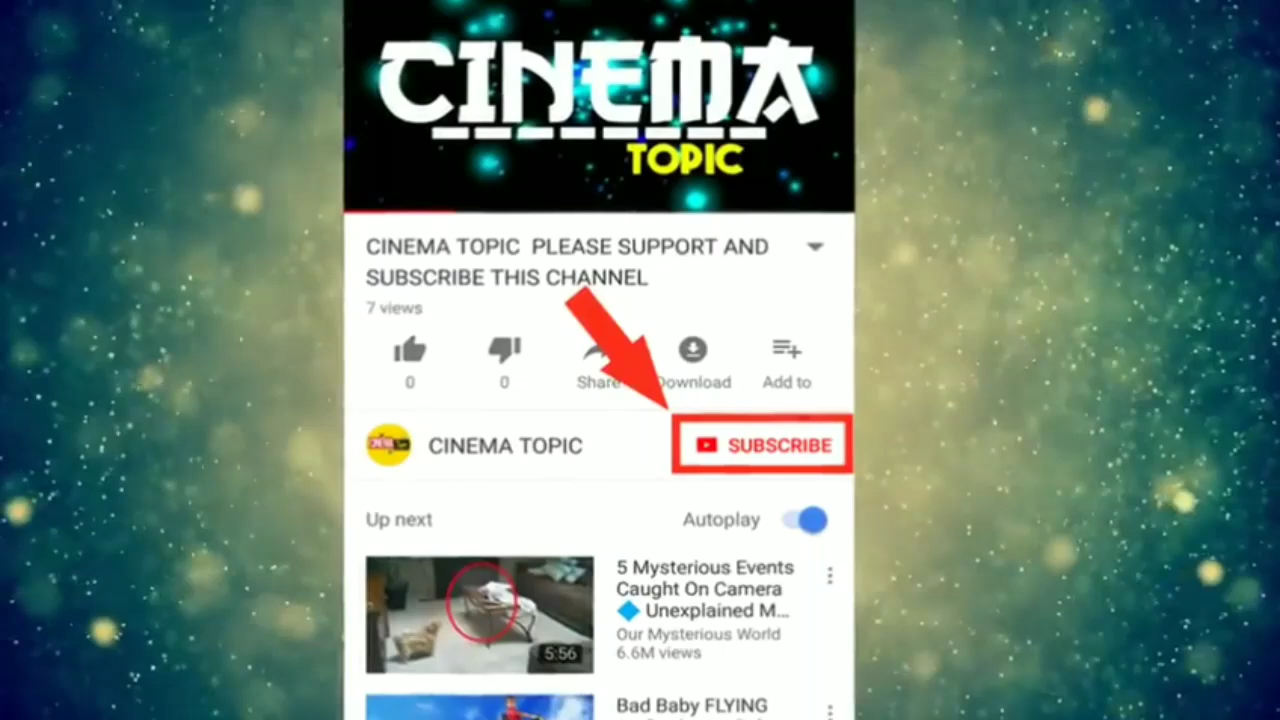 CINEMA
TOPIC
CINEMA TOPIC PLEASE SUPPORT AND
SUBSCRIBE THIS CHANNEL
7 views
0
0
Share
Download
Add to
CINEMA TOPIC
SUBSCRIBE
Up next
Autoplay
5 Mysterious Events
Caught On Camera
🔷 Unexplained M...
Our Mysterious World
6.6M views
5:56
Bad Baby FLYING